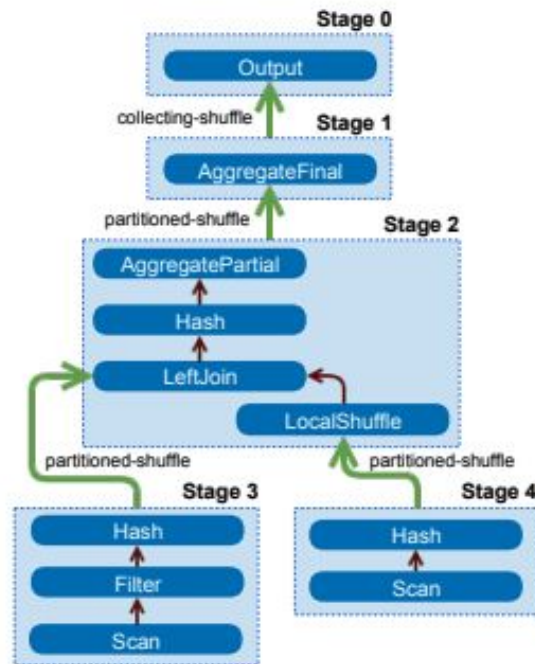 Stage 0
Output
collecting-shuffle
Stage 1
AggregateFinal
partitioned-shuffle
Stage 2
AggregatePartial
Hash
LeftJoin
LocalShuffle
partitioned-shuffle
partitioned-shuffle
Stage 3
Hash
Filter
Scan
Stage 4
Hash
Scan